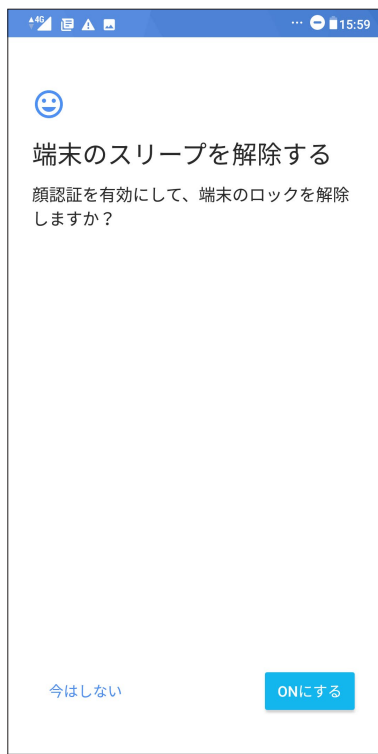 4G
15:59
端末のスリープを解除する
顔認証を有効にして、端末のロックを解除
しますか？
今はしない
ONにする